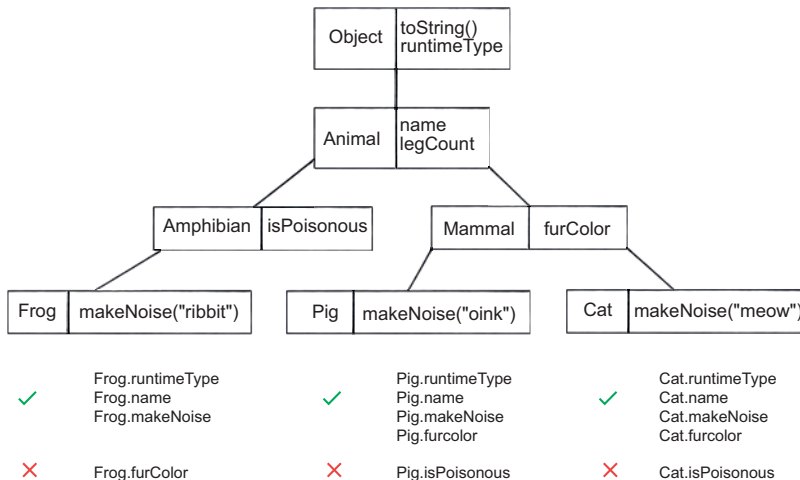 Object
toString()
runtimeType
Animal
name
legCount
Amphibian
isPoisonous
Mammal
furColor
Frog
makeNoise("ribbit")
Pig
makeNoise("oink")
Cat
makeNoise("meow")
Frog.runtimeType
Frog.name
Frog.makeNoise
Pig.runtimeType
Pig.name
Pig.makeNoise
Pig.furcolor
Cat.runtimeType
Cat.name
Cat.makeNoise
Cat.furcolor
Frog.furColor
Pig.isPoisonous
Cat.isPoisonous